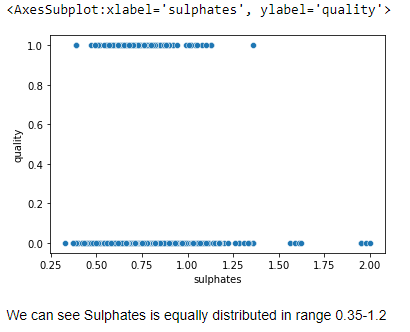 <AxesSubplot:xlabel='sulphates', ylabel='quality'>
1.0
0.8
0.6
0.4
0.2
0.0
quality
0.25 0.50 0.75 1.00 1.25 1.50 1.75 2.00
sulphates
We can see Sulphates is equally distributed in range 0.35-1.2